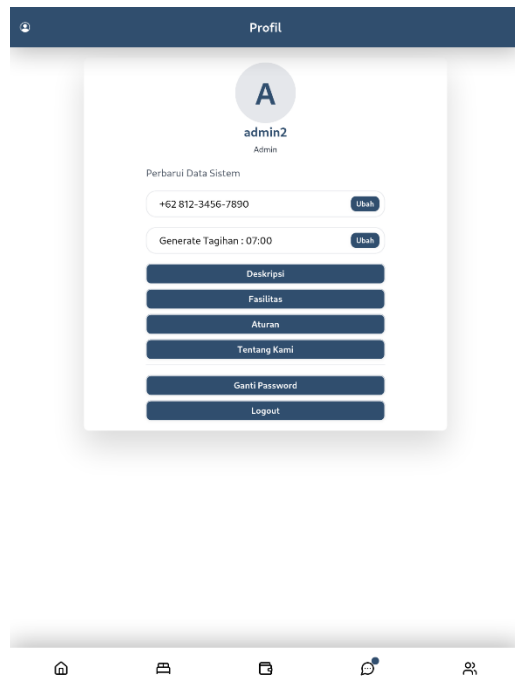 Profil
A
admin2
Admin
Perbarui Data Sistem
+62 812-3456-7890
Ubah
Generate Tagihan : 07:00
Ubah
Deskripsi
Fasilitas
Aturan
Tentang Kami
Ganti Password
Logout